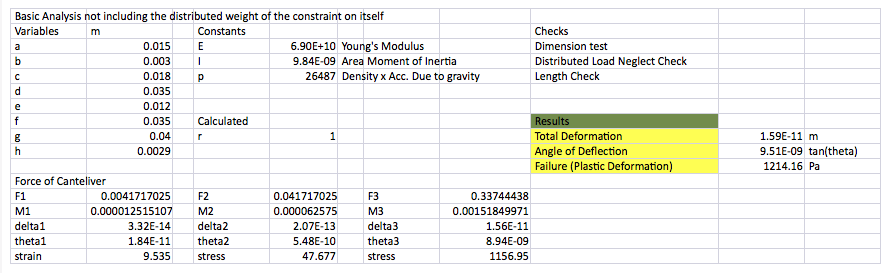 Basic Analysis not including the distributed weight of the constraint on itself
Variables m Constants Checks
a 0.015 E 6.90E+10 Young's Modulus Dimension test
b 0.003 I 9.84E-09 Area Moment of Inertia Distributed Load Neglect Check
c 0.018 p 26487 Density x Acc. Due to gravity Length Check
d 0.035
e 0.012
f 0.035 Calculated Results
g 0.04 r 1 Total Deformation 1.59E-11 m
h 0.0029 Angle of Deflection 9.51E-09 tan(theta)
Failure (Plastic Deformation) 1214.16 Pa
Force of Canteliver
F1 0.0041717025 F2 0.041717025 F3 0.33744438
M1 0.000012515107 M2 0.000062575 M3 0.00151849971
delta1 3.32E-14 delta2 2.07E-13 delta3 1.56E-11
theta1 1.84E-11 theta2 5.48E-10 theta3 8.94E-09
strain 9.535 stress 47.677 stress 1156.95